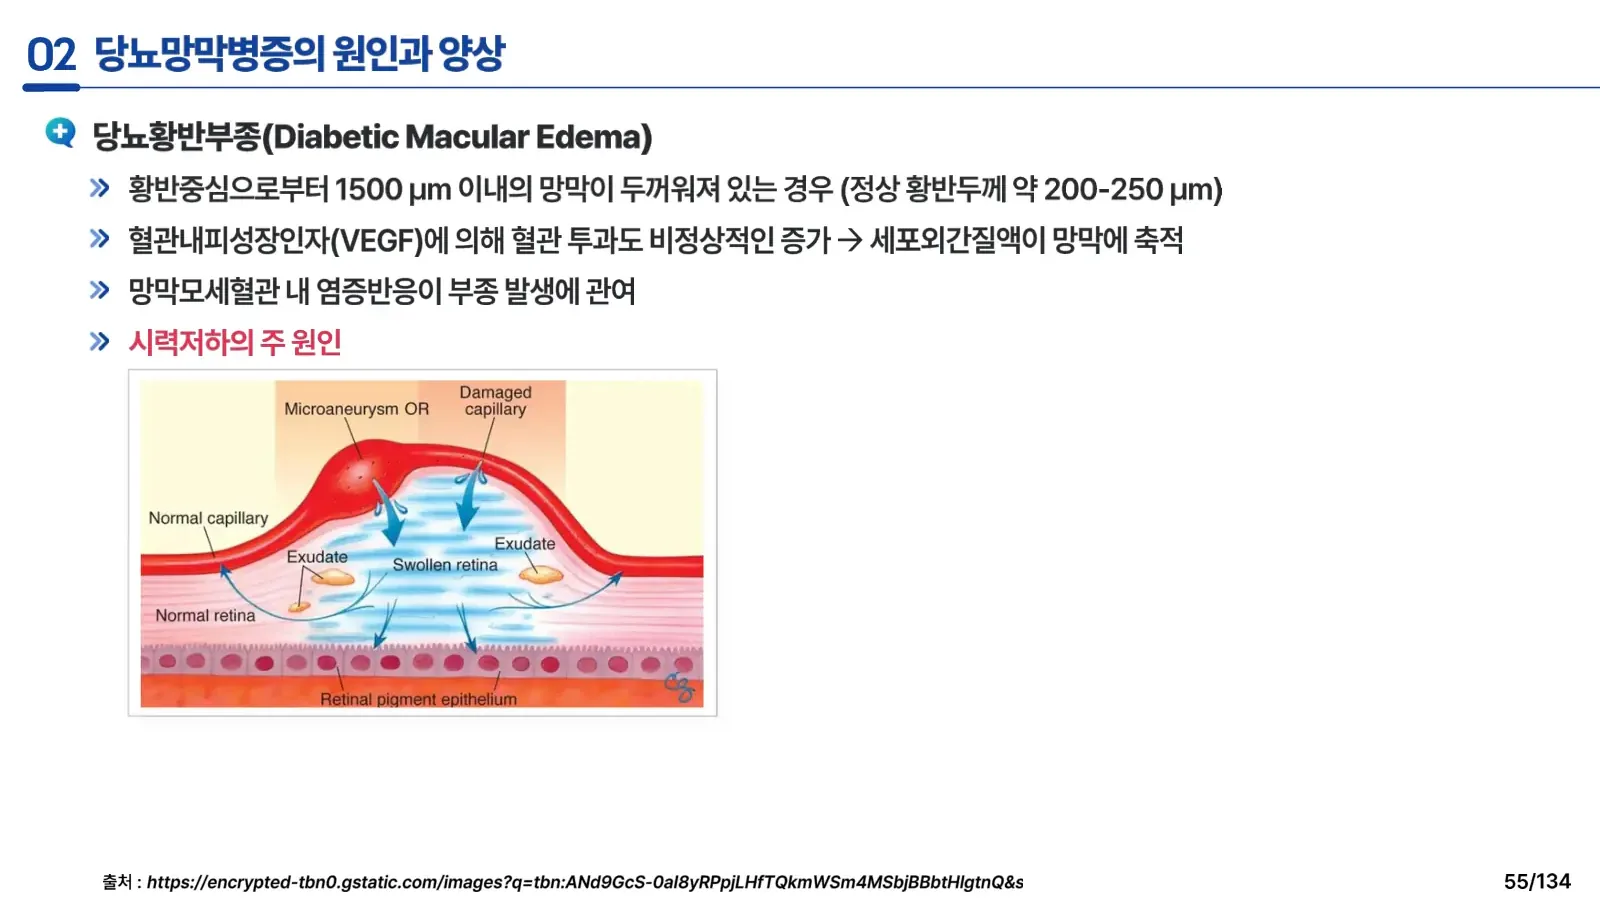 02 당뇨망막병증의 원인과 양상
당뇨황반부종(Diabetic Macular Edema)
황반중심으로부터 1500 μm 이내의 망막이 두꺼워져 있는 경우 (정상 황반두께 약 200-250 μm)
혈관내피성장인자(VEGF)에 의해 혈관 투과도 비정상적인 증가 → 세포외간질액이 망막에 축적
망막모세혈관 내 염증반응이 부종 발생에 관여
시력저하의 주 원인
Damaged
capillary
Microaneurysm OR
Normal capillary
Exudate
Exudate
Swollen retina
Normal retina
Retinal pigment epithelium
출처 : https://encrypted-tbn0.gstatic.com/images?q=tbn:ANd9GcS-0al8yRPpjLHfTQkmWSm4MSbjBBbtHlgtnQ&s
55/134